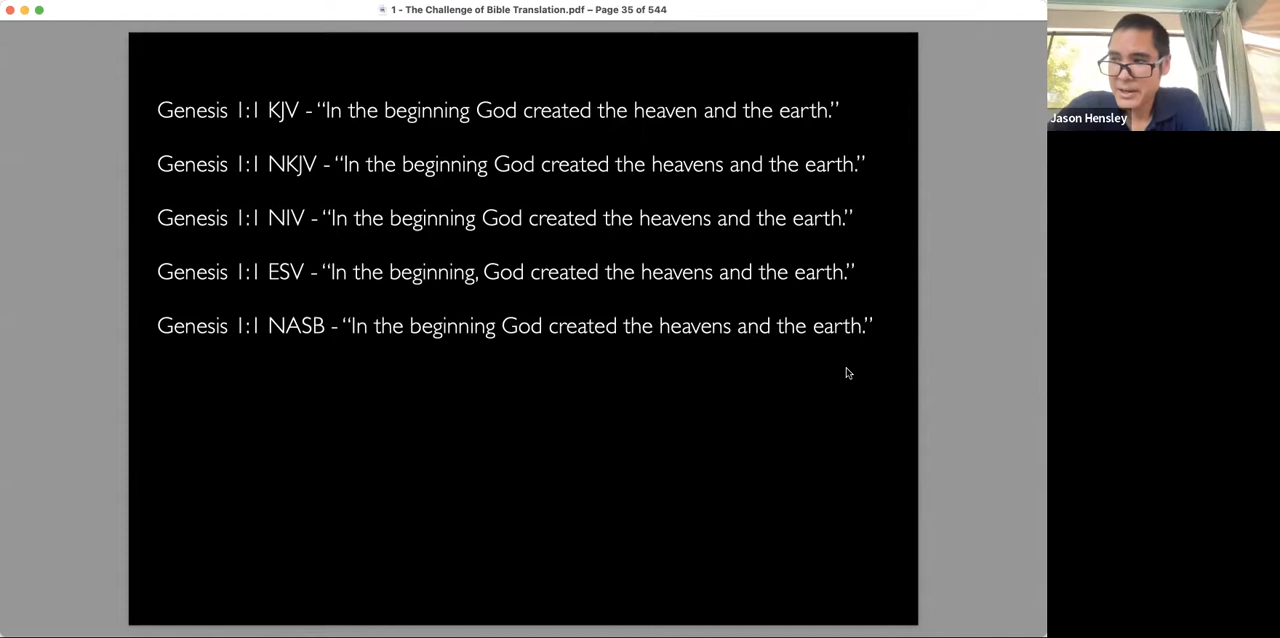 1 - The Challenge of Bible Translation.pdf – Page 35 of 544
Genesis 1:1 KJV - “In the beginning God created the heaven and the earth.”
Genesis 1:1 NKJV - “In the beginning God created the heavens and the earth.”
Genesis 1:1 NIV - “In the beginning God created the heavens and the earth.”
Genesis 1:1 ESV - “In the beginning, God created the heavens and the earth.”
Genesis 1:1 NASB - “In the beginning God created the heavens and the earth.”
Jason Hensley